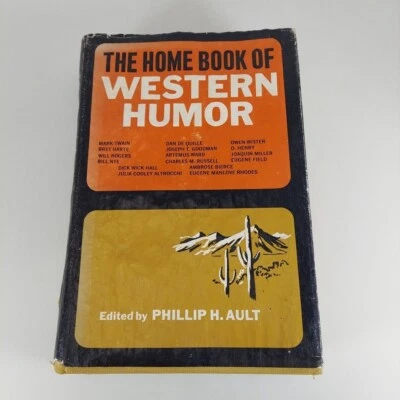 THE HOME BOOK OF
WESTERN
HUMOR
MARK TWAIN DAN DE QUILLE OWEN WISTER
BRET HARTE JOSEPH T. GOODMAN O. HENRY
WILL ROGERS ARTEMUS WARD JOAQUIN MILLER
BILL NYE CHARLES M. RUSSELL EUGENE FIELD
DICK WICK HALL AMBROSE BIERCE
JULIA COOLEY ALTROCCHI EUGENE MANLOVE RHODES
Edited by PHILLIP H. AULT